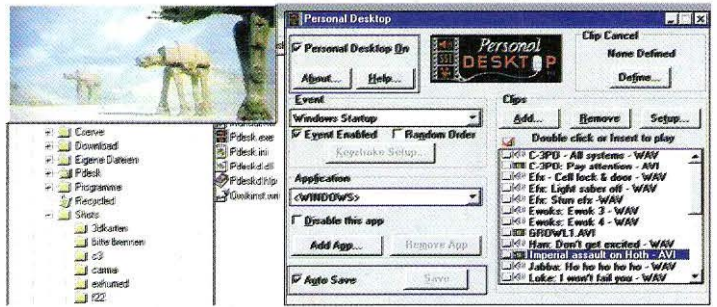 Cserve
Download
Eigene Dateien
Pdesk
Programme
Recycled
Shots
3dkarten
bitte brennen
c3
carma
exhumed
f22
Pdesk.exe
Pdesk.ini
Pdeskd.dll
Pdeskd.hlp
Personal Desktop
Personal Desktop On
About...
Help...
Personal
DESKTOP
Clip Cancel
None Defined
Define...
Event
Windows Startup
Event Enabled
Random Order
Keystroke Setup...
Application
<WINDOWS>
Disable this app
Add App...
Remove App
Auto Save
Save
Clips
Add...
Remove
Setup...
Double click or Insert to play
C-3PO - All systems - WAV
C-3PO: Pay attention - AVI
Efx - Cell lock & door - WAV
Efx: Light saber off - WAV
Efx: Stun efx -WAV
Ewoks: Ewok 3 - WAV
Ewoks: Ewok 4 - WAV
GROWL1.AVI
Han: Don't get excited - WAV
Imperial assault on Hoth - AVI
Jabba: Ho ho ho ho ho - WAV
Luke: I won't fail you - WAV